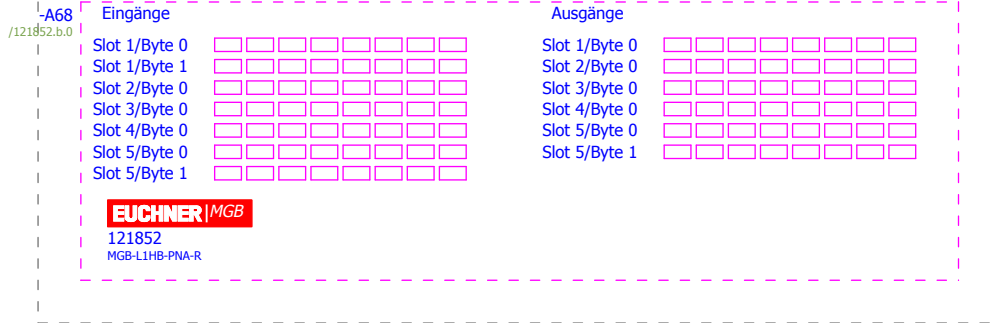 -A68
/121852.b.0
Eingänge
Slot 1/Byte 0
Slot 1/Byte 1
Slot 2/Byte 0
Slot 3/Byte 0
Slot 4/Byte 0
Slot 5/Byte 0
Slot 5/Byte 1
Ausgänge
Slot 1/Byte 0
Slot 2/Byte 0
Slot 3/Byte 0
Slot 4/Byte 0
Slot 5/Byte 0
Slot 5/Byte 1
EUCHNER|MGB
121852
MGB-L1HB-PNA-R